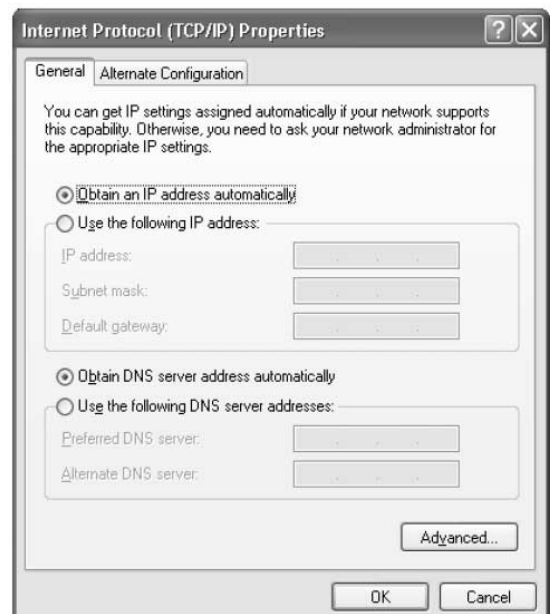 Internet Protocol (TCP/IP) Properties
General
Alternate Configuration
You can get IP settings assigned automatically if your network supports
this capability. Otherwise, you need to ask your network administrator for
the appropriate IP settings.
Obtain an IP address automatically
Use the following IP address:
IP address:
Subnet mask:
Default gateway:
Obtain DNS server address automatically
Use the following DNS server addresses:
Preferred DNS server:
Alternate DNS server:
Advanced...
OK
Cancel